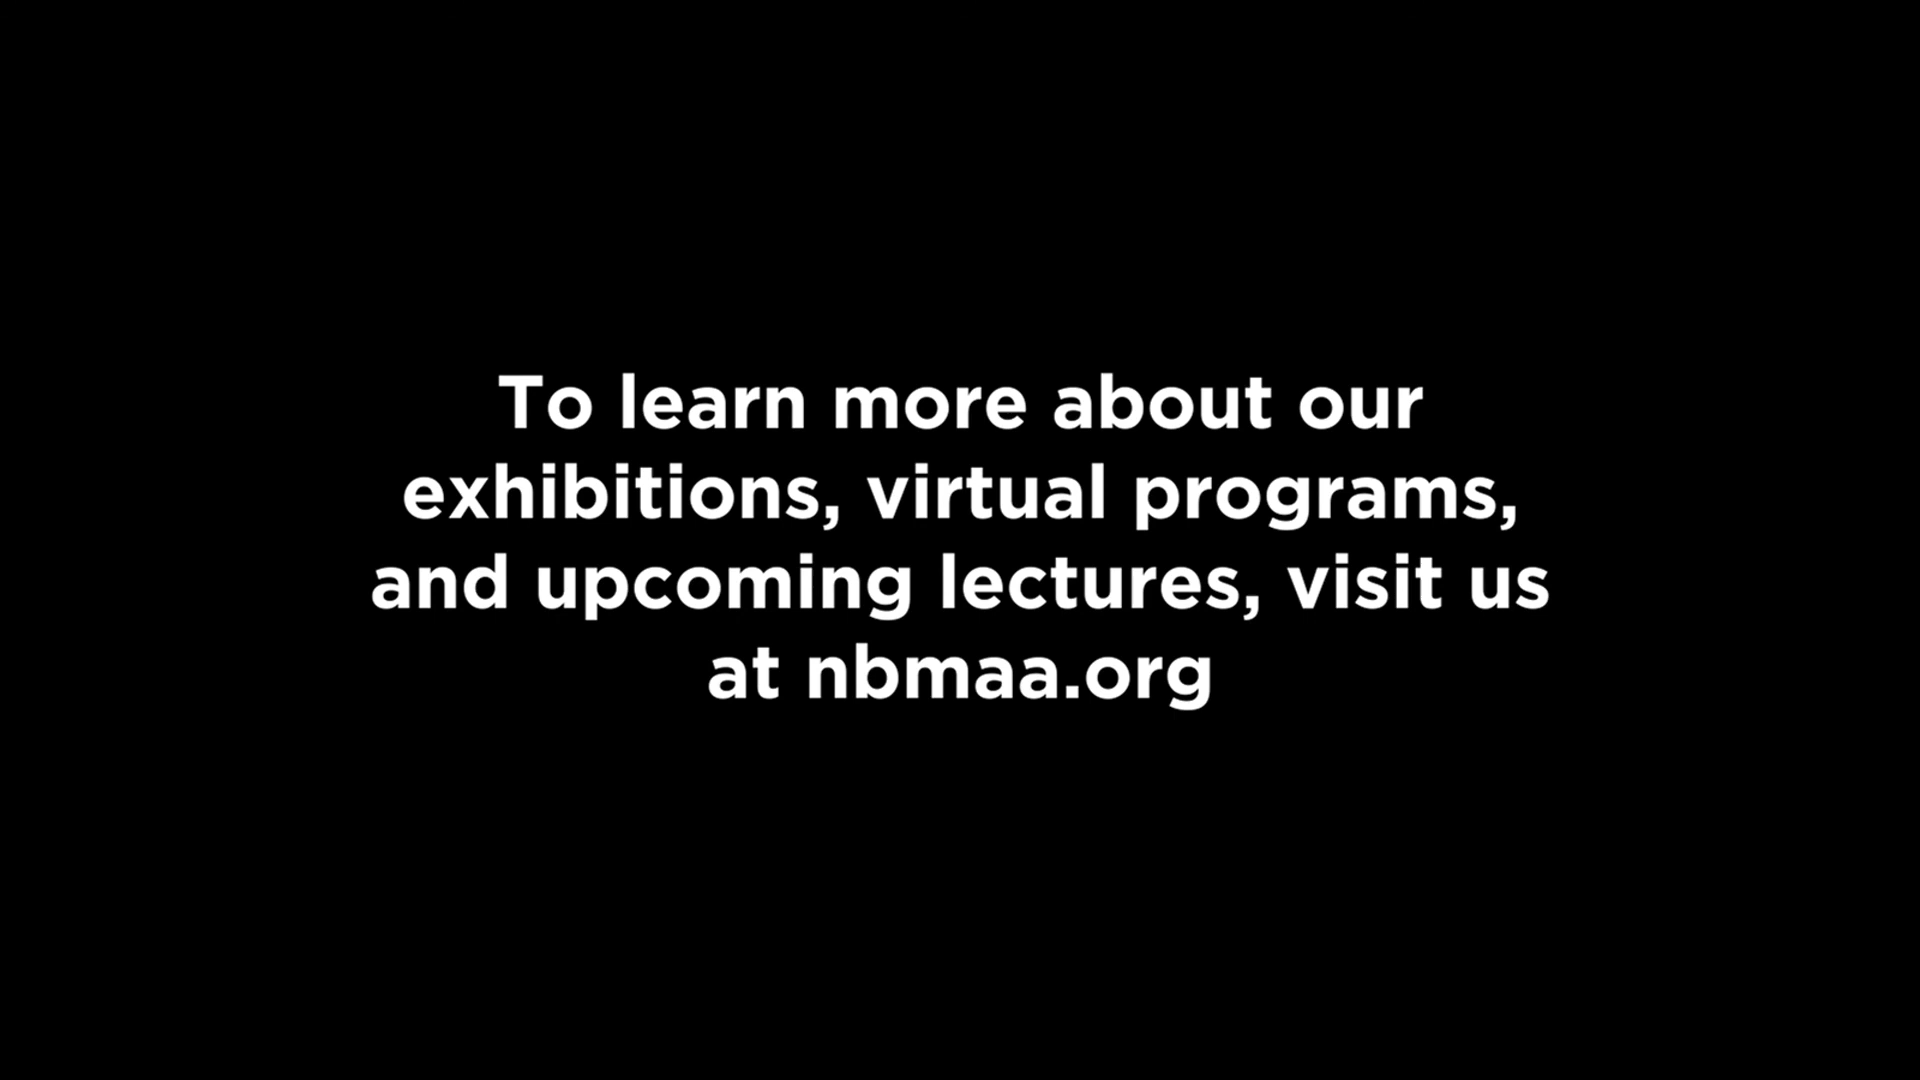 To learn more about our
exhibitions, virtual programs,
and upcoming lectures, visit us
at nbmaa.org